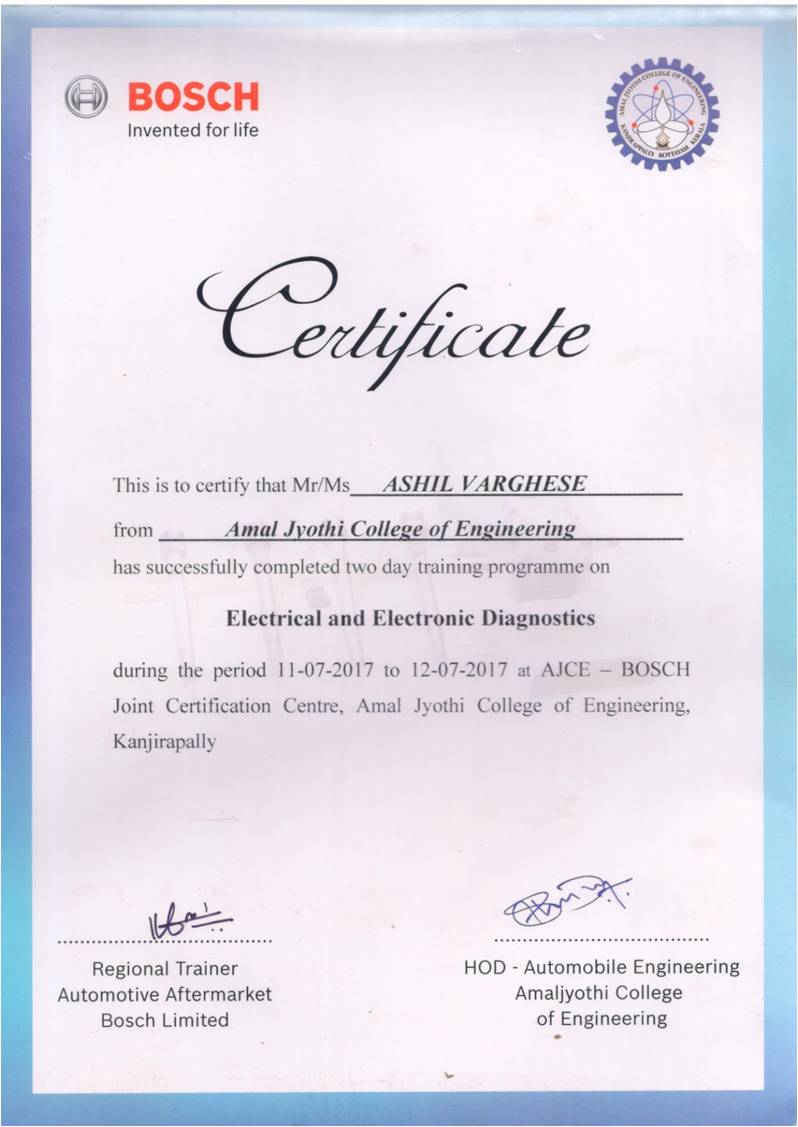 BOSCH
Invented for life
AMAL JYOTHI COLLEGE OF ENGINEERING
KANJIRAPPALLY KOTTAYAM KERALA
Certificate
This is to certify that Mr/Ms ASHIL VARGHESE
from Amal Jyothi College of Engineering
has successfully completed two day training programme on
Electrical and Electronic Diagnostics
during the period 11-07-2017 to 12-07-2017 at AJCE – BOSCH
Joint Certification Centre, Amal Jyothi College of Engineering,
Kanjirapally
Regional Trainer
Automotive Aftermarket
Bosch Limited
HOD - Automobile Engineering
Amaljyothi College
of Engineering